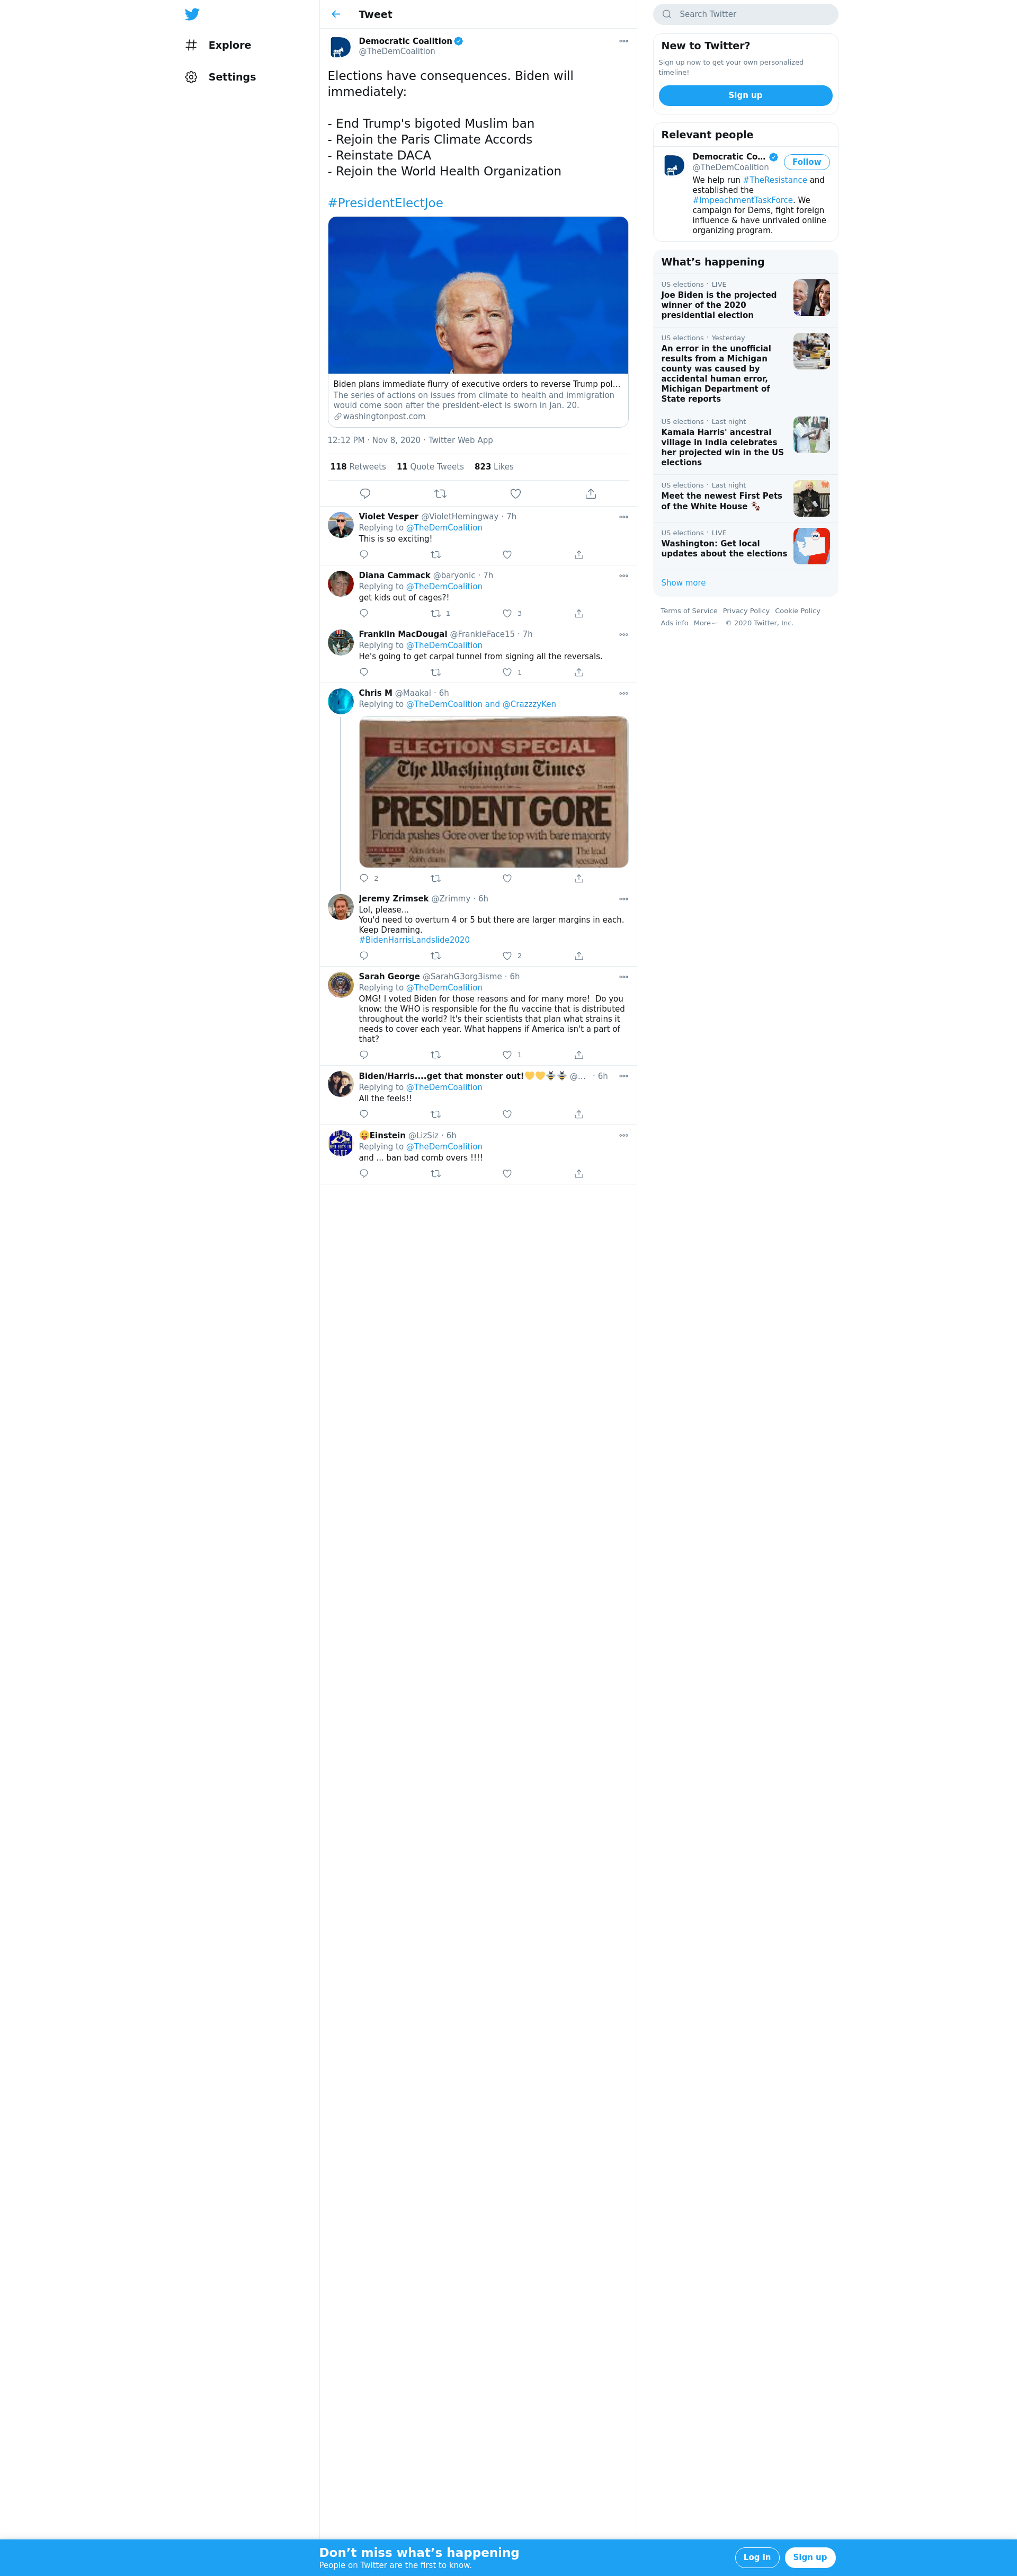 Explore
Settings
Tweet
Democratic Coalition
@TheDemCoalition
Elections have consequences. Biden will
immediately:
- End Trump's bigoted Muslim ban
- Rejoin the Paris Climate Accords
- Reinstate DACA
- Rejoin the World Health Organization
#PresidentElectJoe
Biden plans immediate flurry of executive orders to reverse Trump pol…
The series of actions on issues from climate to health and immigration
would come soon after the president-elect is sworn in Jan. 20.
washingtonpost.com
12:12 PM · Nov 8, 2020 · Twitter Web App
118 Retweets 11 Quote Tweets 823 Likes
Violet Vesper @VioletHemingway · 7h
Replying to @TheDemCoalition
This is so exciting!
Diana Cammack @baryonic · 7h
Replying to @TheDemCoalition
get kids out of cages?!
1 3
Franklin MacDougal @FrankieFace15 · 7h
Replying to @TheDemCoalition
He's going to get carpal tunnel from signing all the reversals.
1
Chris M @Maakal · 6h
Replying to @TheDemCoalition and @CrazzzyKen
ELECTION SPECIAL
The Washington Times
PRESIDENT GORE
Florida pushes Gore over the top with bare majority
The lead
seesawed
2
Jeremy Zrimsek @Zrimmy · 6h
Lol, please...
You'd need to overturn 4 or 5 but there are larger margins in each.
Keep Dreaming.
#BidenHarrisLandslide2020
2
Sarah George @SarahG3org3isme · 6h
Replying to @TheDemCoalition
OMG! I voted Biden for those reasons and for many more! Do you
know: the WHO is responsible for the flu vaccine that is distributed
throughout the world? It's their scientists that plan what strains it
needs to cover each year. What happens if America isn't a part of
that?
1
Biden/Harris....get that monster out!💛💛🐝🐝 @… · 6h
Replying to @TheDemCoalition
All the feels!!
😜Einstein @LizSiz · 6h
Replying to @TheDemCoalition
and ... ban bad comb overs !!!!
Search Twitter
New to Twitter?
Sign up now to get your own personalized
timeline!
Sign up
Relevant people
Democratic Co…
Follow
@TheDemCoalition
We help run #TheResistance and
established the
#ImpeachmentTaskForce. We
campaign for Dems, fight foreign
influence & have unrivaled online
organizing program.
What's happening
US elections · LIVE
Joe Biden is the projected
winner of the 2020
presidential election
US elections · Yesterday
An error in the unofficial
results from a Michigan
county was caused by
accidental human error,
Michigan Department of
State reports
US elections · Last night
Kamala Harris' ancestral
village in India celebrates
her projected win in the US
elections
US elections · Last night
Meet the newest First Pets
of the White House 🐾
US elections · LIVE
Washington: Get local
updates about the elections
Show more
Terms of Service Privacy Policy Cookie Policy
Ads info More © 2020 Twitter, Inc.
Don't miss what's happening
People on Twitter are the first to know.
Log in
Sign up